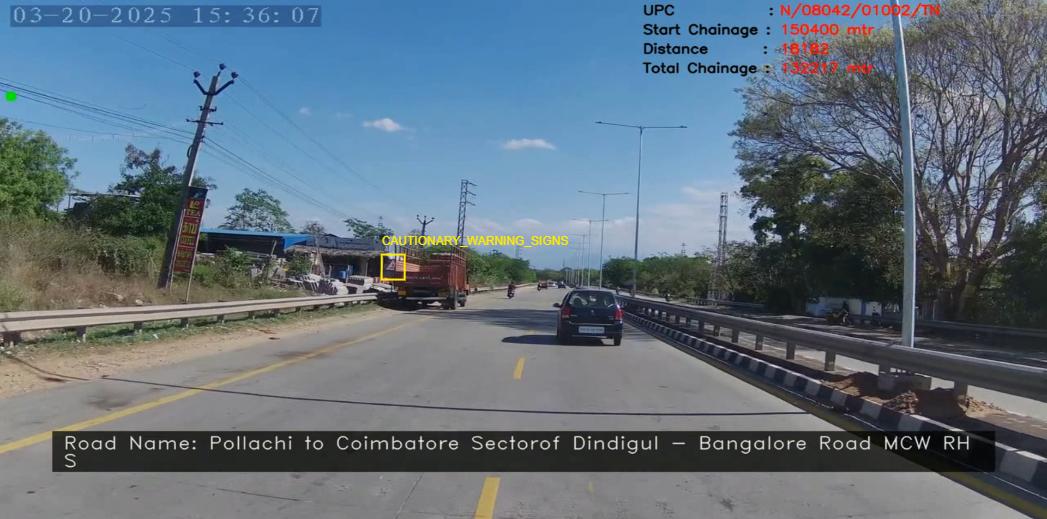 03-20-2025 15:36:07
UPC : N/08042/01002/TN
Start Chainage : 150400 mtr
Distance : 18182
Total Chainage : 132217 mtr
CAUTIONARY_WARNING_SIGNS
TEA
Road Name: Pollachi to Coimbatore Sectorof Dindigul - Bangalore Road MCW RH
S